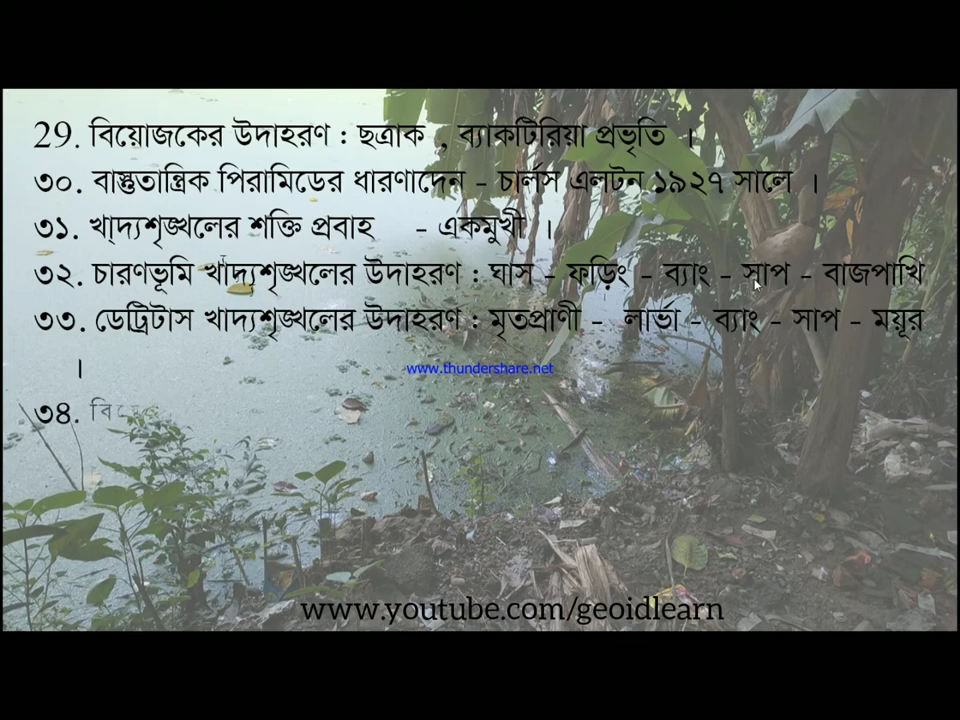 29. বিয়োজকের উদাহরণ : ছত্রাক , ব্যাকটিরিয়া প্রভৃতি ।
৩০. বাস্তুতান্ত্রিক পিরামিডের ধারণাদেন - চার্লস এলটন ১৯২৭ সালে ।
৩১. খাদ্যশৃঙ্খলের শক্তি প্রবাহ - একমুখী ।
৩২. চারণভূমি খাদ্যশৃঙ্খলের উদাহরণ : ঘাস - ফড়িং - ব্যাং - সাপ - বাজপাখি
৩৩. ডেট্রিটাস খাদ্যশৃঙ্খলের উদাহরণ : মৃতপ্রাণী - লার্ভা - ব্যাং - সাপ - ময়ূর
।
www.thundershare.net
৩৪.
www.youtube.com/geoidlearn